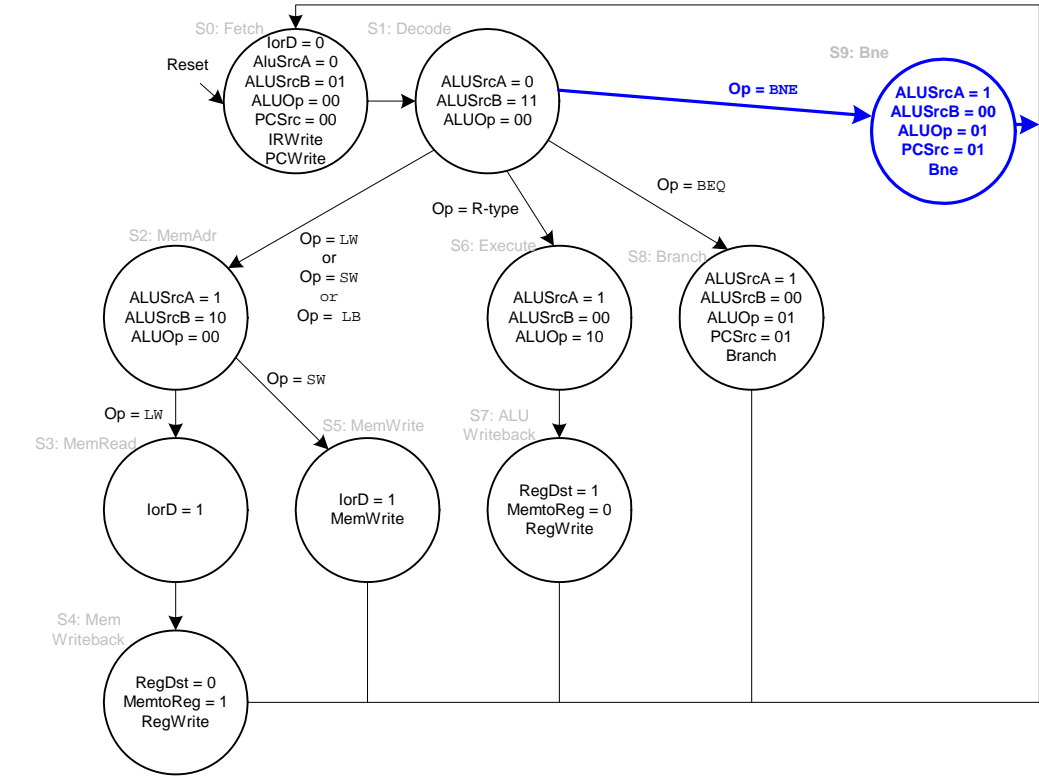 S0: Fetch
IorD = 0
AluSrcA = 0
ALUSrcB = 01
ALUOp = 00
PCSrc = 00
IRWrite
PCWrite
Reset
S1: Decode
ALUSrcA = 0
ALUSrcB = 11
ALUOp = 00
Op = BNE
S9: Bne
ALUSrcA = 1
ALUSrcB = 00
ALUOp = 01
PCSrc = 01
Bne
S2: MemAdr
ALUSrcA = 1
ALUSrcB = 10
ALUOp = 00
Op = LW
or
Op = SW
or
Op = LB
Op = R-type
S6: Execute
ALUSrcA = 1
ALUSrcB = 00
ALUOp = 10
Op = BEQ
S8: Branch
ALUSrcA = 1
ALUSrcB = 00
ALUOp = 01
PCSrc = 01
Branch
Op = LW
Op = SW
S3: MemRead
IorD = 1
S5: MemWrite
IorD = 1
MemWrite
S7: ALU
Writeback
RegDst = 1
MemtoReg = 0
RegWrite
S4: Mem
Writeback
RegDst = 0
MemtoReg = 1
RegWrite